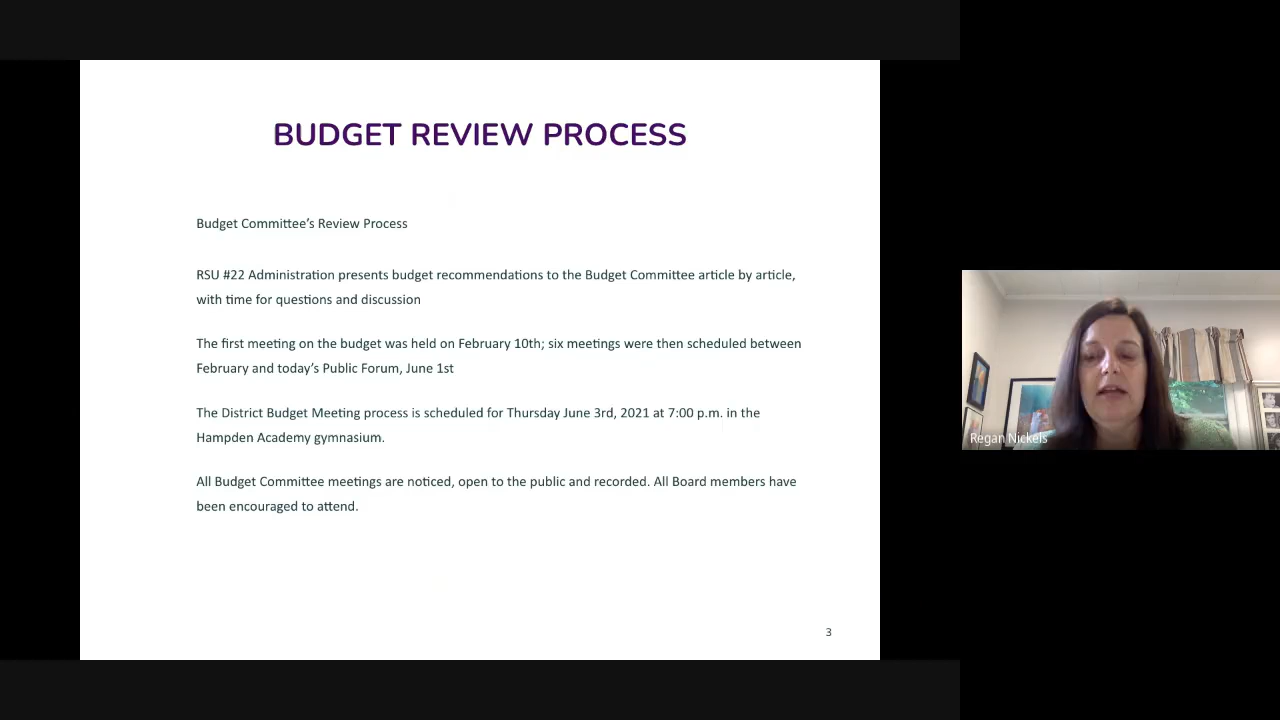 BUDGET REVIEW PROCESS
Budget Committee’s Review Process
RSU #22 Administration presents budget recommendations to the Budget Committee article by article,
with time for questions and discussion
The first meeting on the budget was held on February 10th; six meetings were then scheduled between
February and today’s Public Forum, June 1st
The District Budget Meeting process is scheduled for Thursday June 3rd, 2021 at 7:00 p.m. in the
Hampden Academy gymnasium.
All Budget Committee meetings are noticed, open to the public and recorded. All Board members have
been encouraged to attend.
3
Regan Nickels